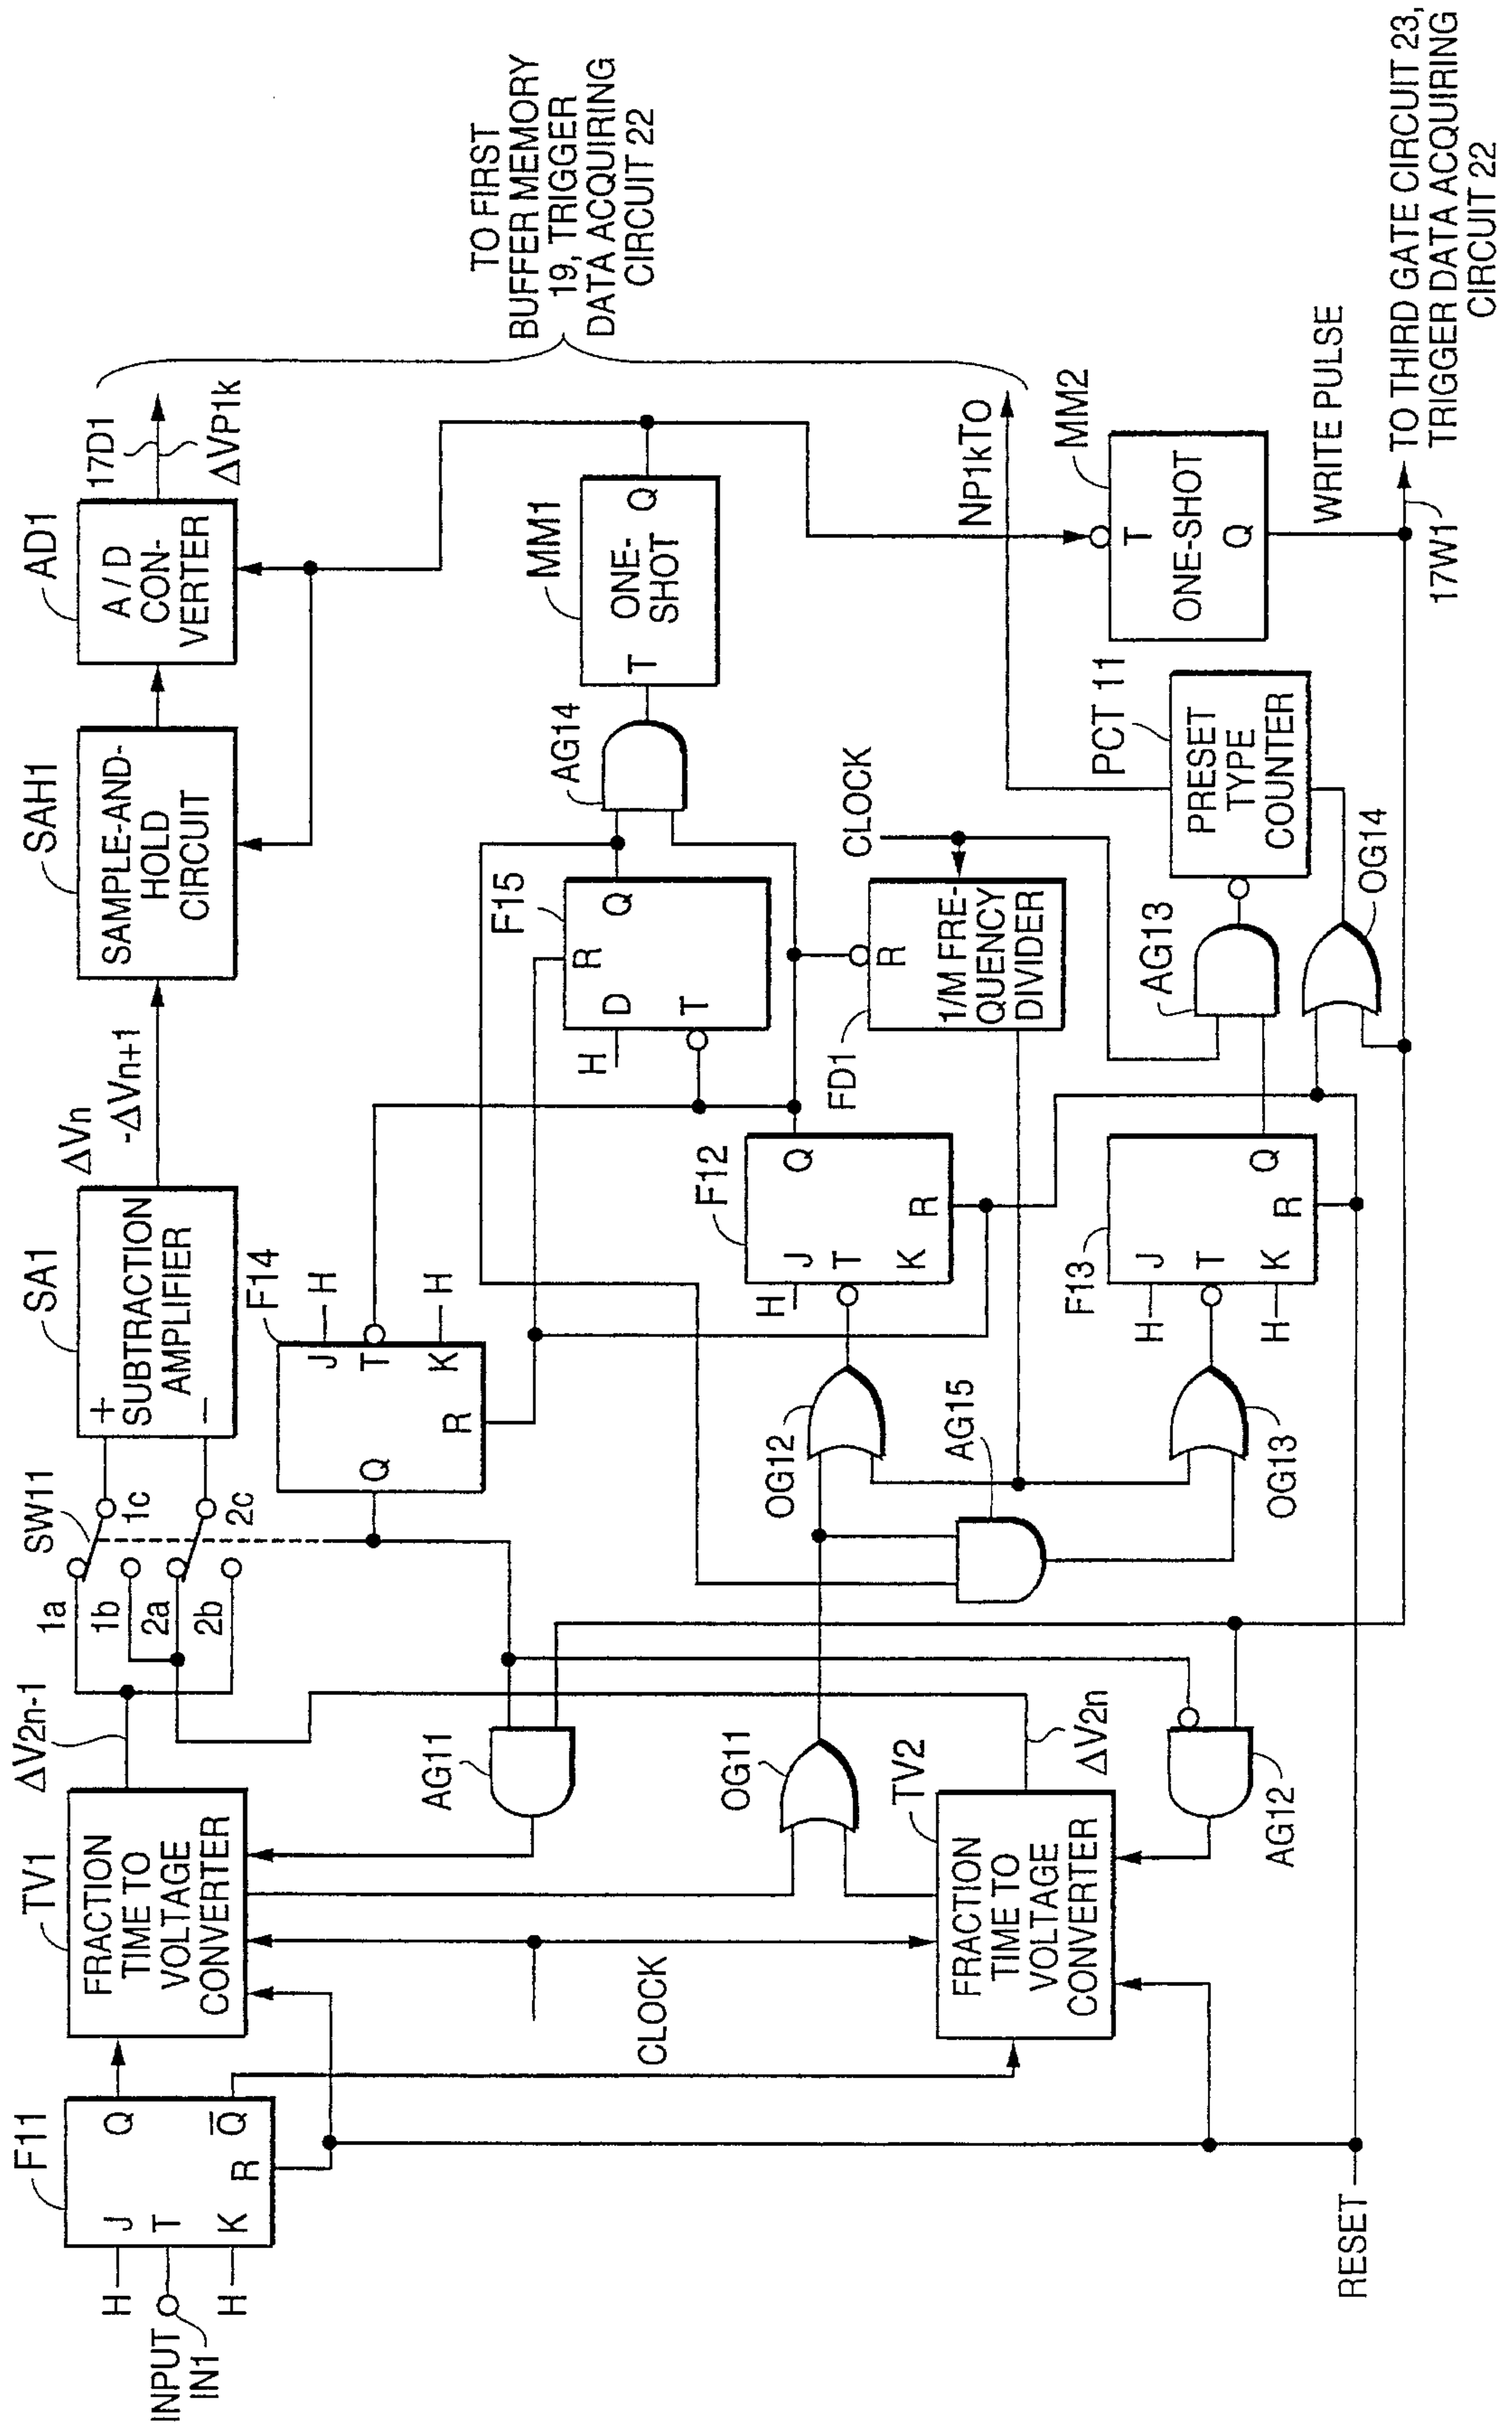 INPUT
IN1
F11
H
H
J
T
K
Q
Q
R
TV1
FRACTION
TIME TO
VOLTAGE
CONVERTER
ΔV2n-1
1a
1b
2a
2b
SW11
1c
2c
SA1
+
SUBTRACTION
AMPLIFIER
−
ΔVn
-ΔVn+1
SAH1
SAMPLE-AND-
HOLD
CIRCUIT
AD1
A/D
CON-
VERTER
17D1
ΔVP1k
TO FIRST
BUFFER MEMORY
19, TRIGGER
DATA ACQUIRING
CIRCUIT 22
F14
J
T
K
Q
R
H
H
AG11
F15
H
D
R
T
Q
AG14
MM1
T
ONE-
SHOT
Q
CLOCK
OG11
OG12
F12
H
J
T
K
Q
R
FD1
R
1/M FRE-
QUENCY
DIVIDER
CLOCK
NP1kTO
TV2
FRACTION
TIME TO
VOLTAGE
CONVERTER
ΔV2n
AG15
AG12
OG13
F13
H
H
J
T
K
Q
R
AG13
OG14
PCT 11
PRESET
TYPE
COUNTER
MM2
T
ONE-SHOT
Q
WRITE PULSE
17W1
TO THIRD GATE CIRCUIT 23,
TRIGGER DATA ACQUIRING
CIRCUIT 22
RESET